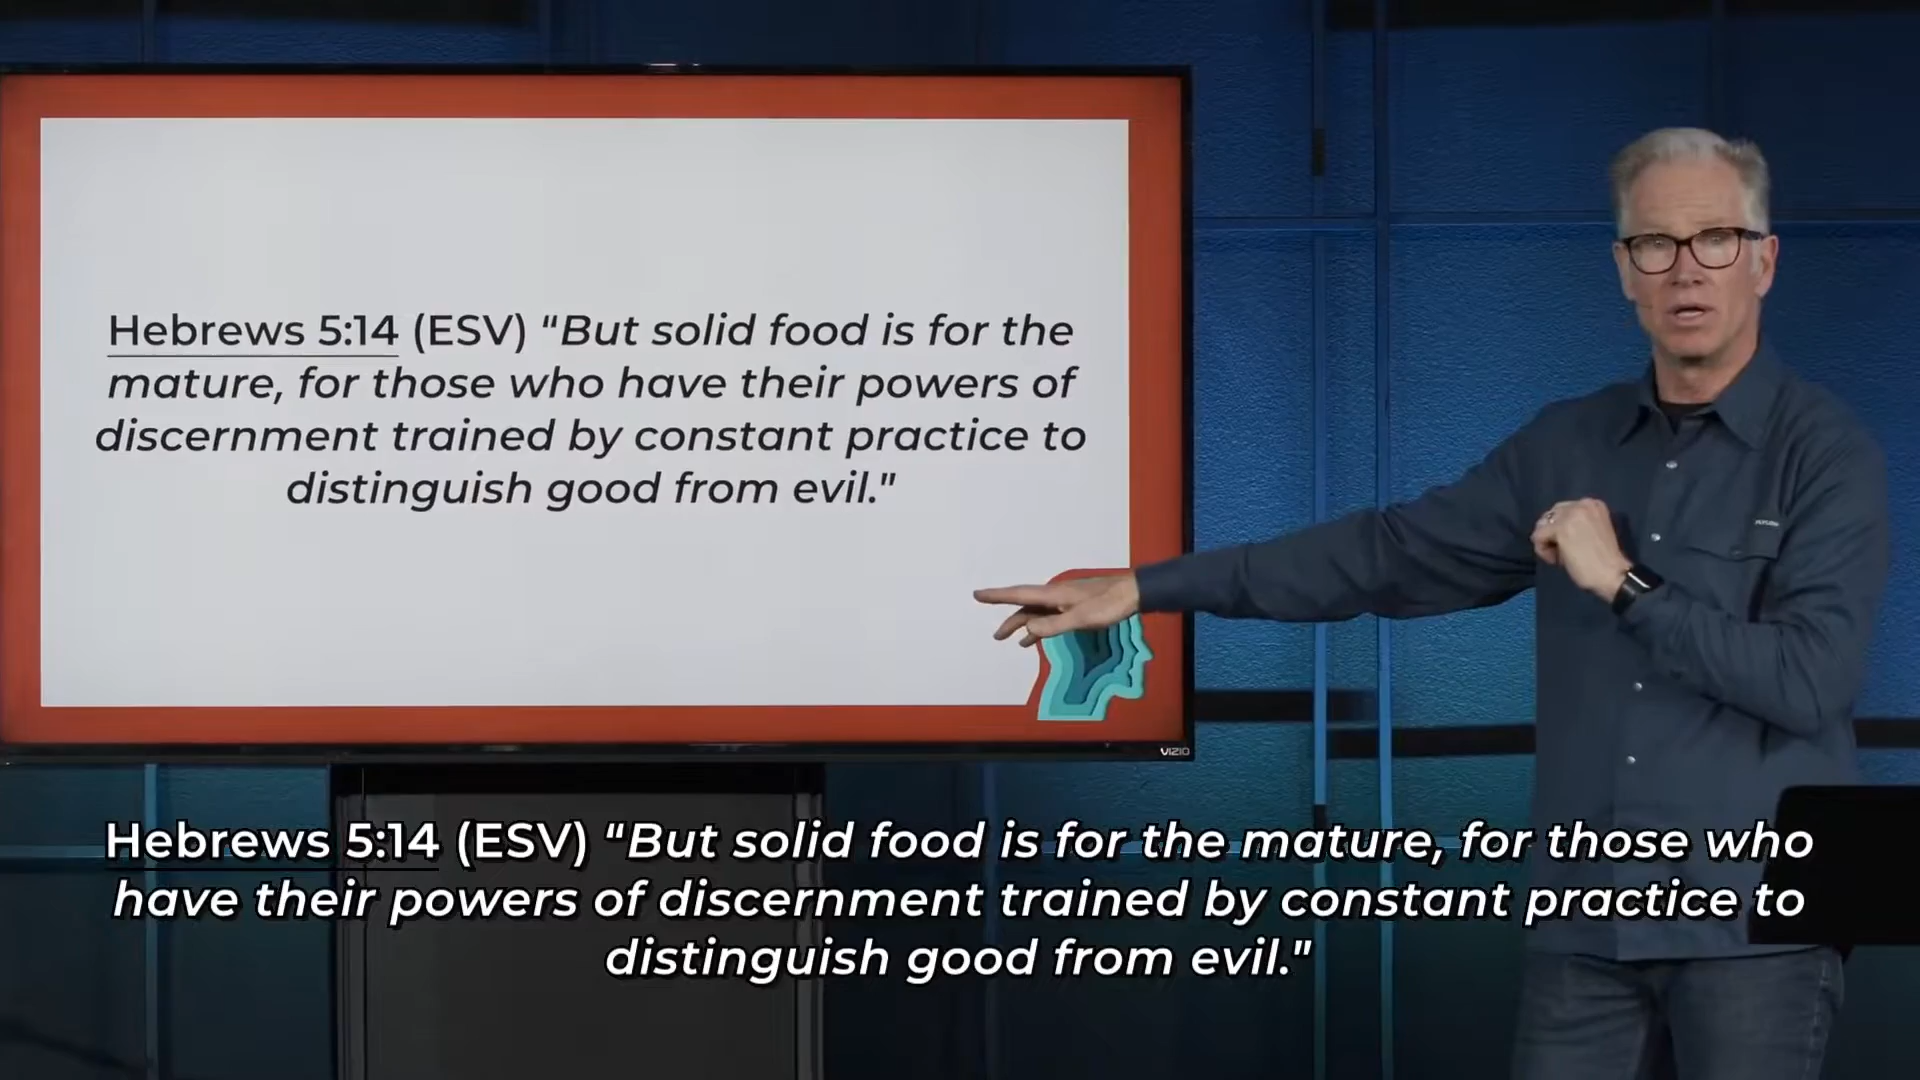 Hebrews 5:14 (ESV) "But solid food is for the
mature, for those who have their powers of
discernment trained by constant practice to
distinguish good from evil."
VIZIO
Hebrews 5:14 (ESV) "But solid food is for the mature, for those who
have their powers of discernment trained by constant practice to
distinguish good from evil."